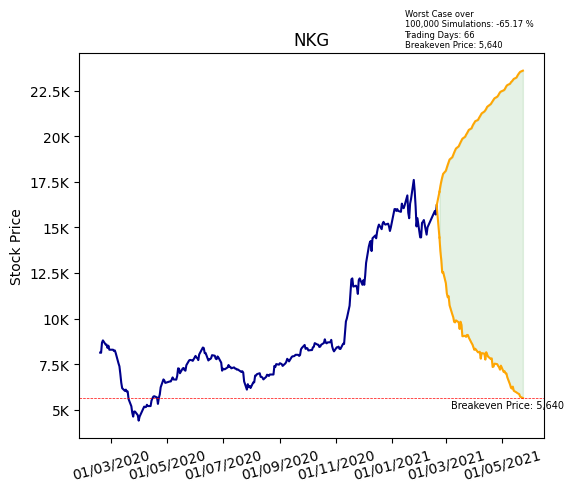 Worst Case over
100,000 Simulations: -65.17 %
Trading Days: 66
Breakeven Price: 5,640
NKG
Stock Price
22.5K
20K
17.5K
15K
12.5K
10K
7.5K
5K
Breakeven Price: 5,640
01/03/2020
01/05/2020
01/07/2020
01/09/2020
01/11/2020
01/01/2021
01/03/2021
01/05/2021